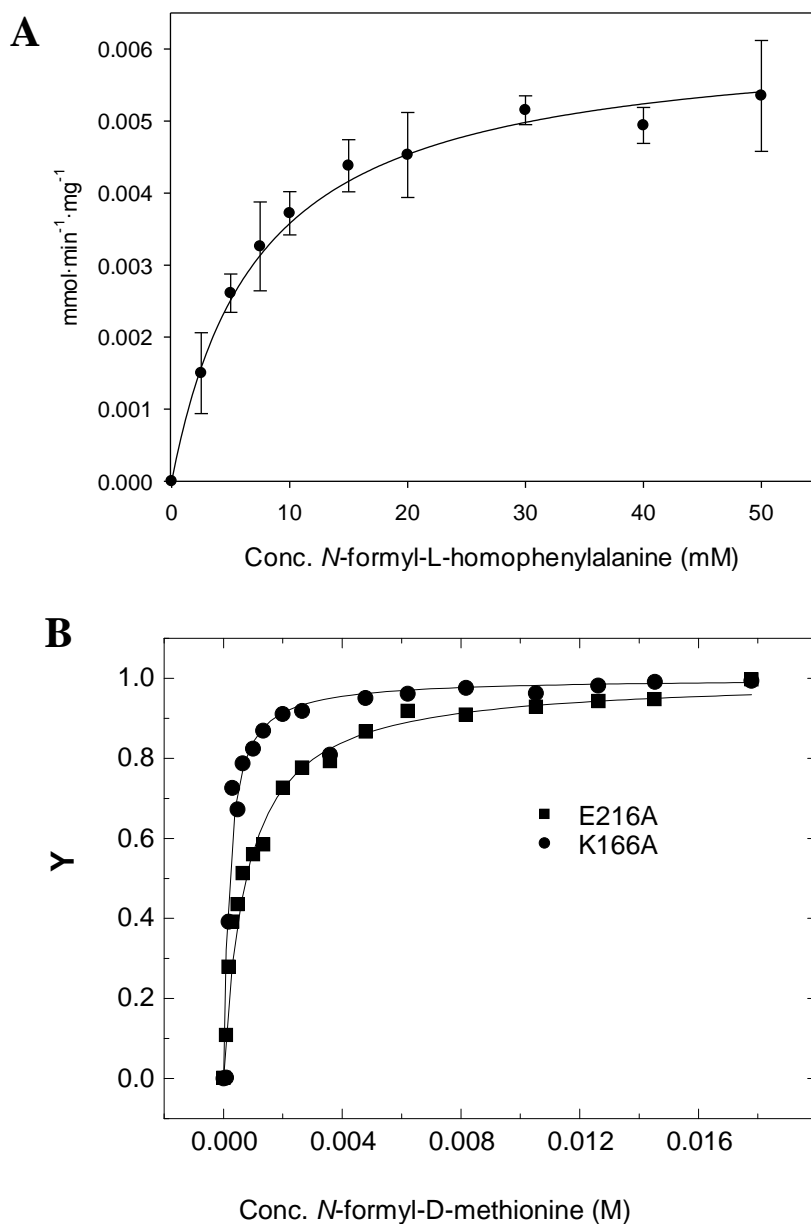 A
0.006
0.005
0.004
0.003
0.002
0.001
0.000
mmol·min⁻¹·mg⁻¹
0 10 20 30 40 50
Conc. N-formyl-L-homophenylalanine (mM)
B
1.0
0.8
0.6
0.4
0.2
0.0
Y
E216A
K166A
0.000 0.004 0.008 0.012 0.016
Conc. N-formyl-D-methionine (M)